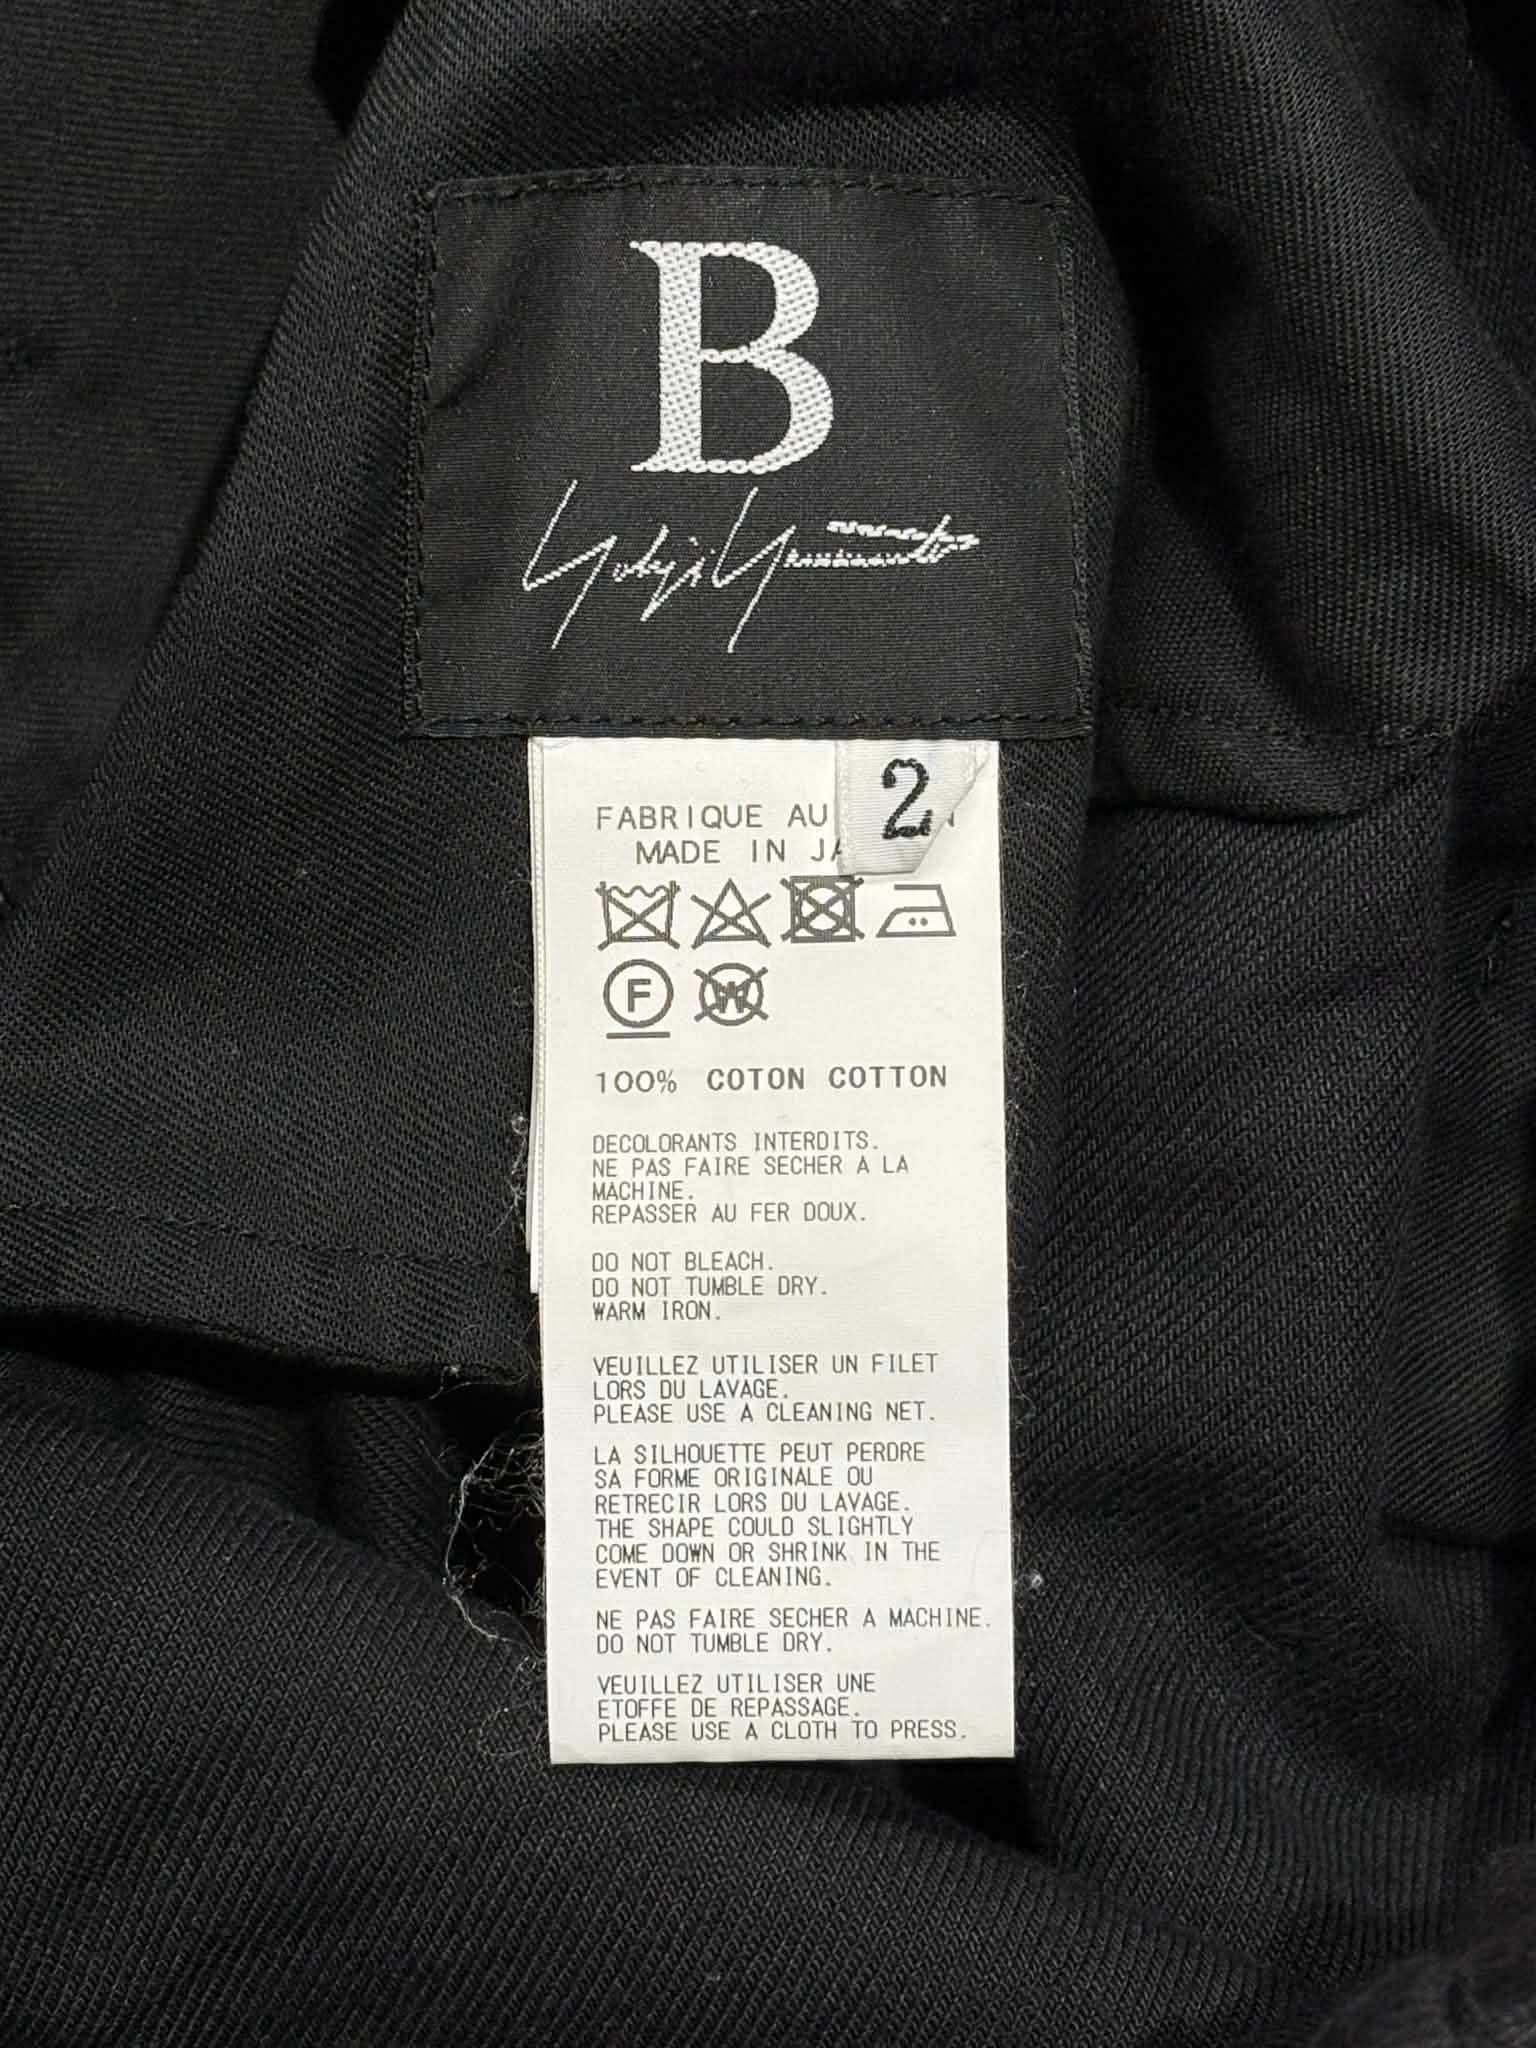 B
Yohji Yamamoto
2
FABRIQUE AU
MADE IN JA
F
W
100% COTON COTTON
DECOLORANTS INTERDITS.
NE PAS FAIRE SECHER A LA
MACHINE.
REPASSER AU FER DOUX.
DO NOT BLEACH.
DO NOT TUMBLE DRY.
WARM IRON.
VEUILLEZ UTILISER UN FILET
LORS DU LAVAGE.
PLEASE USE A CLEANING NET.
LA SILHOUETTE PEUT PERDRE
SA FORME ORIGINALE OU
RETRECIR LORS DU LAVAGE.
THE SHAPE COULD SLIGHTLY
COME DOWN OR SHRINK IN THE
EVENT OF CLEANING.
NE PAS FAIRE SECHER A MACHINE.
DO NOT TUMBLE DRY.
VEUILLEZ UTILISER UNE
ETOFFE DE REPASSAGE.
PLEASE USE A CLOTH TO PRESS.